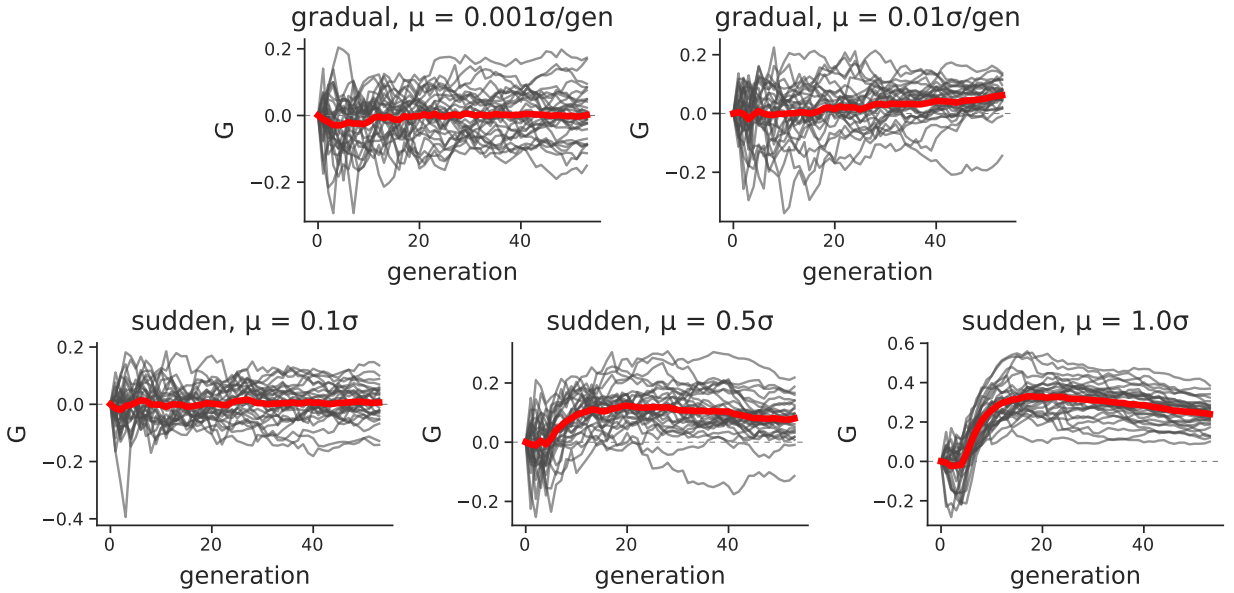 gradual, μ = 0.001σ/gen
gradual, μ = 0.01σ/gen
0.2
0.0
−0.2
G
0
20
40
generation
0.2
0.0
−0.2
G
0
20
40
generation
sudden, μ = 0.1σ
sudden, μ = 0.5σ
sudden, μ = 1.0σ
0.2
0.0
−0.2
−0.4
G
0
20
40
generation
0.2
0.0
−0.2
G
0
20
40
generation
0.6
0.4
0.2
0.0
−0.2
G
0
20
40
generation